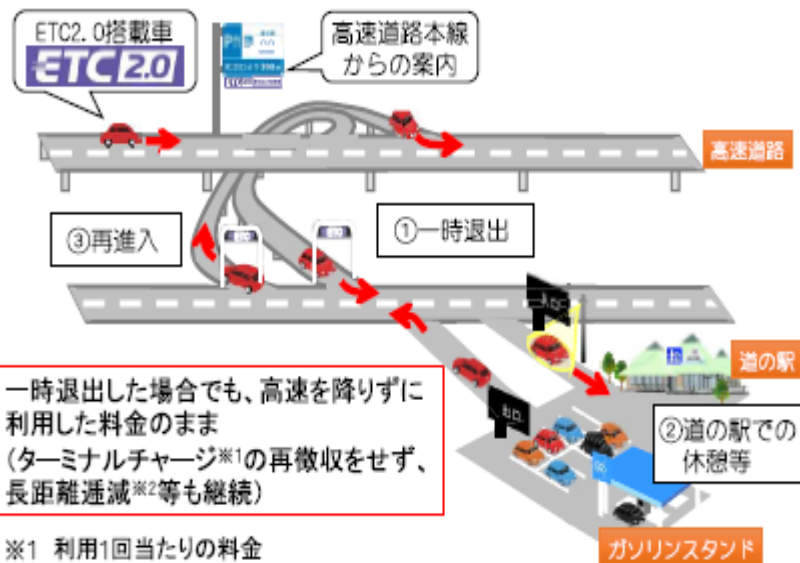 ETC2.0搭載車
ETC2.0
高速道路本線
からの案内
高速道路
③再進入
①一時退出
入口
道の駅
一時退出した場合でも、高速を降りずに
利用した料金のまま
(ターミナルチャージ※1の再徴収をせず、
長距離逓減※2等も継続)
出口
②道の駅での
休憩等
※1 利用1回当たりの料金
ガソリンスタンド